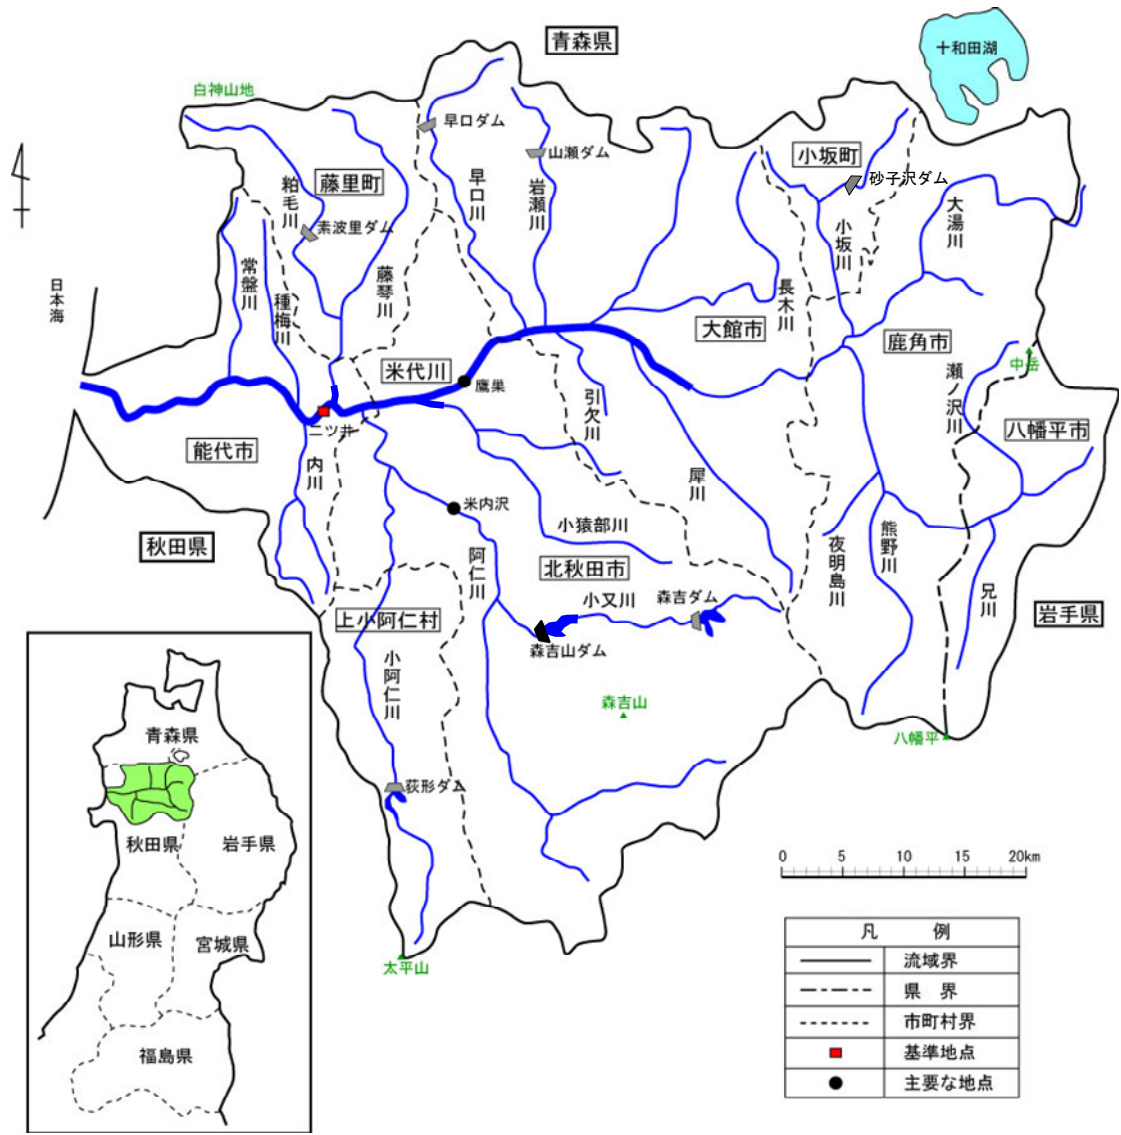 青森県
十和田湖
白神山地
早口ダム
山瀬ダム
小坂町
砂子沢ダム
藤里町
粕毛川
素波里ダム
早口川
岩瀬川
大湯川
小坂川
常盤川
種梅川
藤琴川
長木川
日本海
大館市
鹿角市
米代川
鷹巣
中岳
瀬ノ沢川
引欠川
八幡平市
二ツ井
能代市
内川
犀川
米内沢
小猿部川
熊野川
夜明島川
秋田県
阿仁川
北秋田市
小又川
森吉ダム
兄川
岩手県
上小阿仁村
森吉山ダム
小阿仁川
森吉山
八幡平
荻形ダム
太平山
青森県
秋田県
岩手県
山形県
宮城県
福島県
0 5 10 15 20km
凡 例
流域界
県 界
市町村界
基準地点
主要な地点